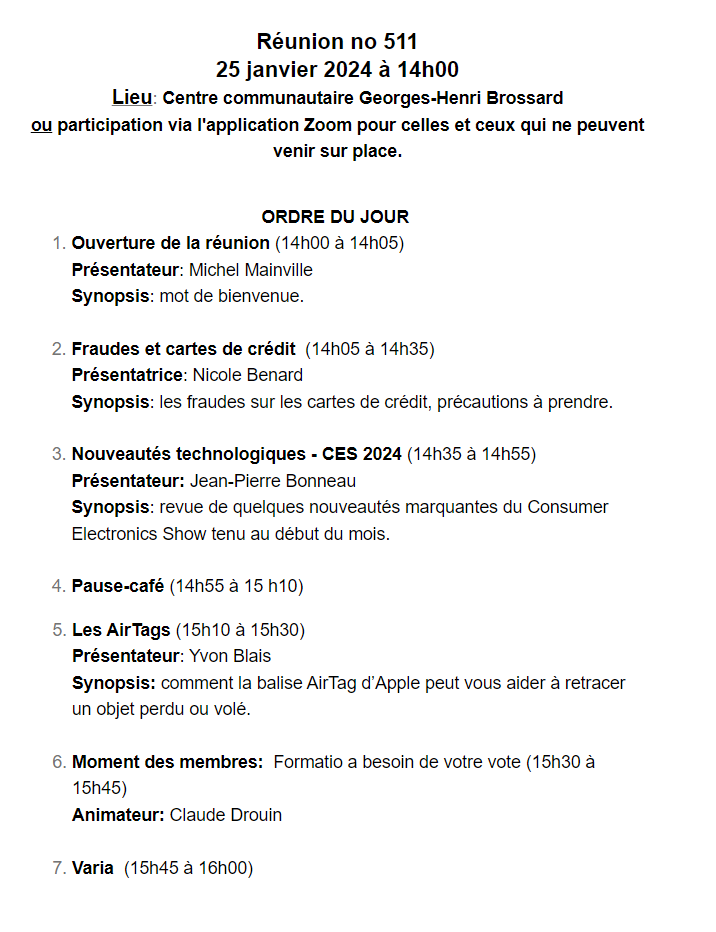 Réunion no 511
25 janvier 2024 à 14h00
Lieu: Centre communautaire Georges-Henri Brossard
ou participation via l'application Zoom pour celles et ceux qui ne peuvent
venir sur place.
ORDRE DU JOUR
1. Ouverture de la réunion (14h00 à 14h05)
Présentateur: Michel Mainville
Synopsis: mot de bienvenue.
2. Fraudes et cartes de crédit  (14h05 à 14h35)
Présentatrice: Nicole Benard
Synopsis: les fraudes sur les cartes de crédit, précautions à prendre.
3. Nouveautés technologiques - CES 2024 (14h35 à 14h55)
Présentateur: Jean-Pierre Bonneau
Synopsis: revue de quelques nouveautés marquantes du Consumer
Electronics Show tenu au début du mois.
4. Pause-café (14h55 à 15 h10)
5. Les AirTags (15h10 à 15h30)
Présentateur: Yvon Blais
Synopsis: comment la balise AirTag d’Apple peut vous aider à retracer
un objet perdu ou volé.
6. Moment des membres:  Formatio a besoin de votre vote (15h30 à
15h45)
Animateur: Claude Drouin
7. Varia  (15h45 à 16h00)